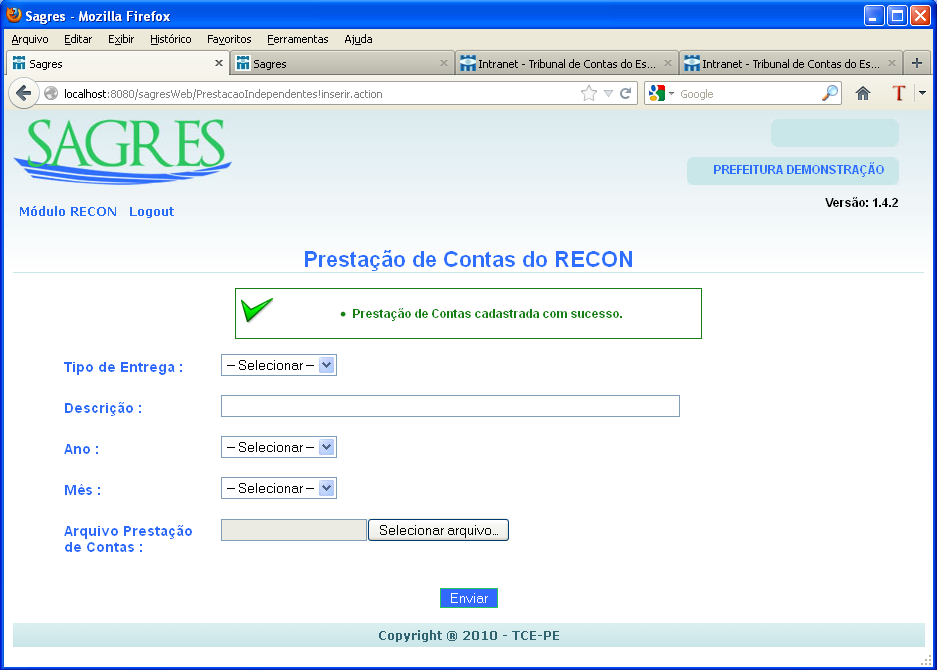 Sagres - Mozilla Firefox
Arquivo Editar Exibir Histórico Favoritos Ferramentas Ajuda
Sagres Sagres Intranet - Tribunal de Contas do Es... Intranet - Tribunal de Contas do Es...
localhost:8080/sagresWeb/PrestacaoIndependentes!inserir.action Google T
SAGRES
PREFEITURA DEMONSTRAÇÃO
Versão: 1.4.2
Módulo RECON Logout
Prestação de Contas do RECON
• Prestação de Contas cadastrada com sucesso.
Tipo de Entrega : -- Selecionar --
Descrição :
Ano : -- Selecionar --
Mês : -- Selecionar --
Arquivo Prestação
de Contas : Selecionar arquivo...
Enviar
Copyright ® 2010 - TCE-PE